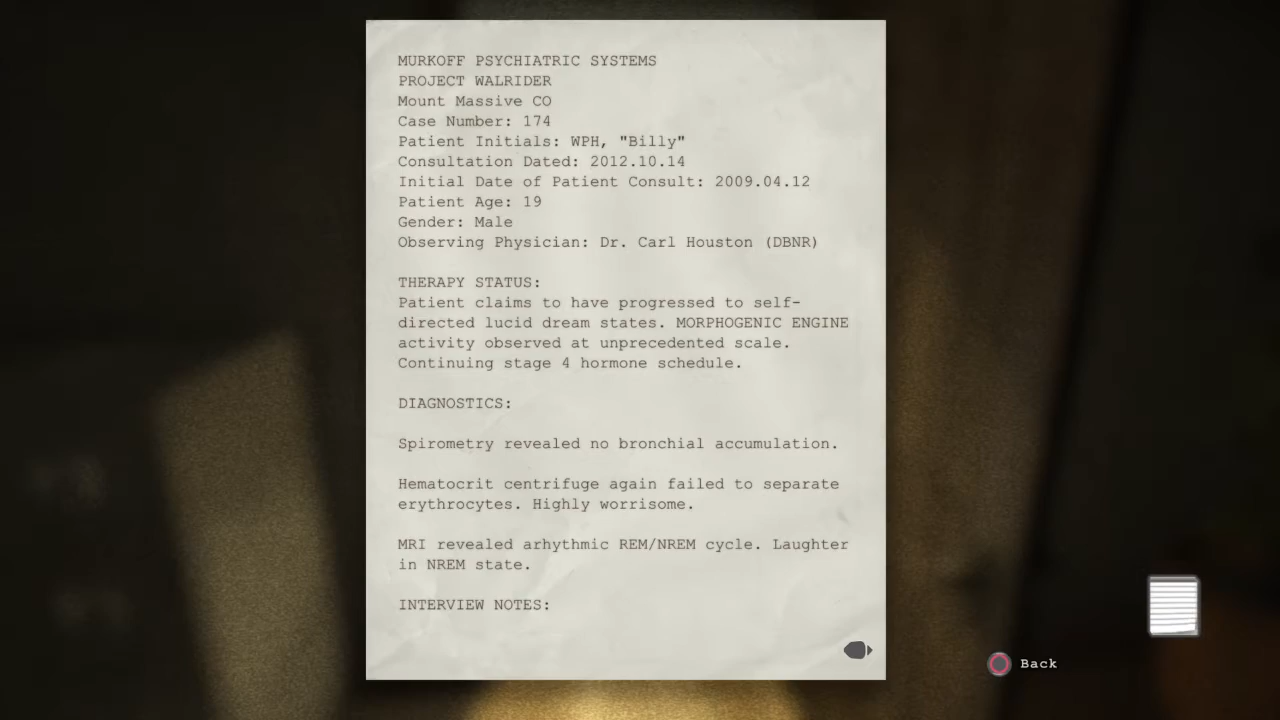 MURKOFF PSYCHIATRIC SYSTEMS
PROJECT WALRIDER
Mount Massive CO
Case Number: 174
Patient Initials: WPH, "Billy"
Consultation Dated: 2012.10.14
Initial Date of Patient Consult: 2009.04.12
Patient Age: 19
Gender: Male
Observing Physician: Dr. Carl Houston (DBNR)
THERAPY STATUS:
Patient claims to have progressed to self-
directed lucid dream states. MORPHOGENIC ENGINE
activity observed at unprecedented scale.
Continuing stage 4 hormone schedule.
DIAGNOSTICS:
Spirometry revealed no bronchial accumulation.
Hematocrit centrifuge again failed to separate
erythrocytes. Highly worrisome.
MRI revealed arhythmic REM/NREM cycle. Laughter
in NREM state.
INTERVIEW NOTES:
Back